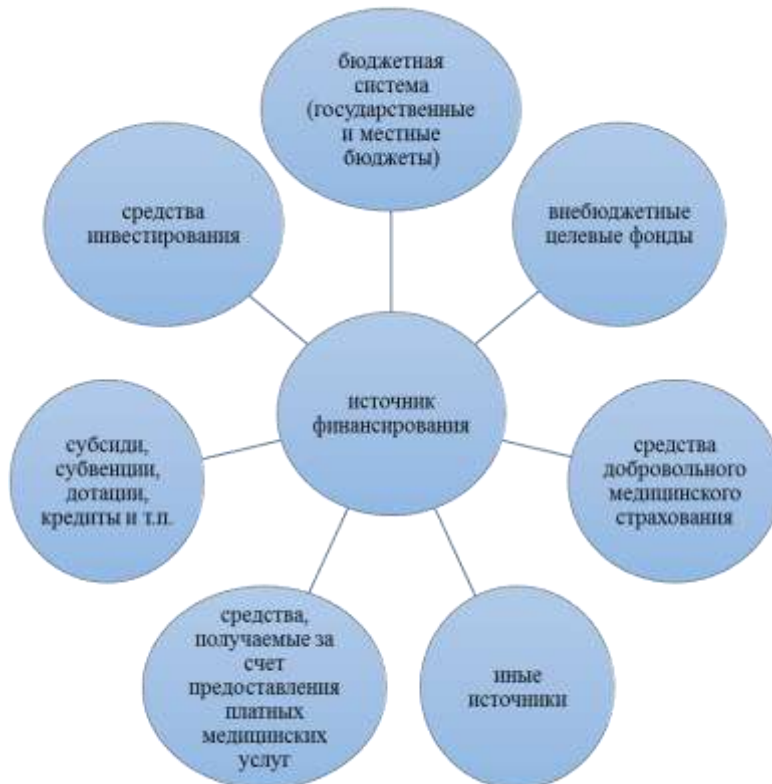 бюджетная
система
(государственные
и местные
бюджеты)
внебюджетные
целевые фонды
средства
добровольного
медицинского
страхования
иные
источники
средства,
получаемые за
счет
предоставления
платных
медицинских
услуг
субсиди,
субвенции,
дотации,
кредиты и т.п.
средства
инвестирования
источник
финансирования